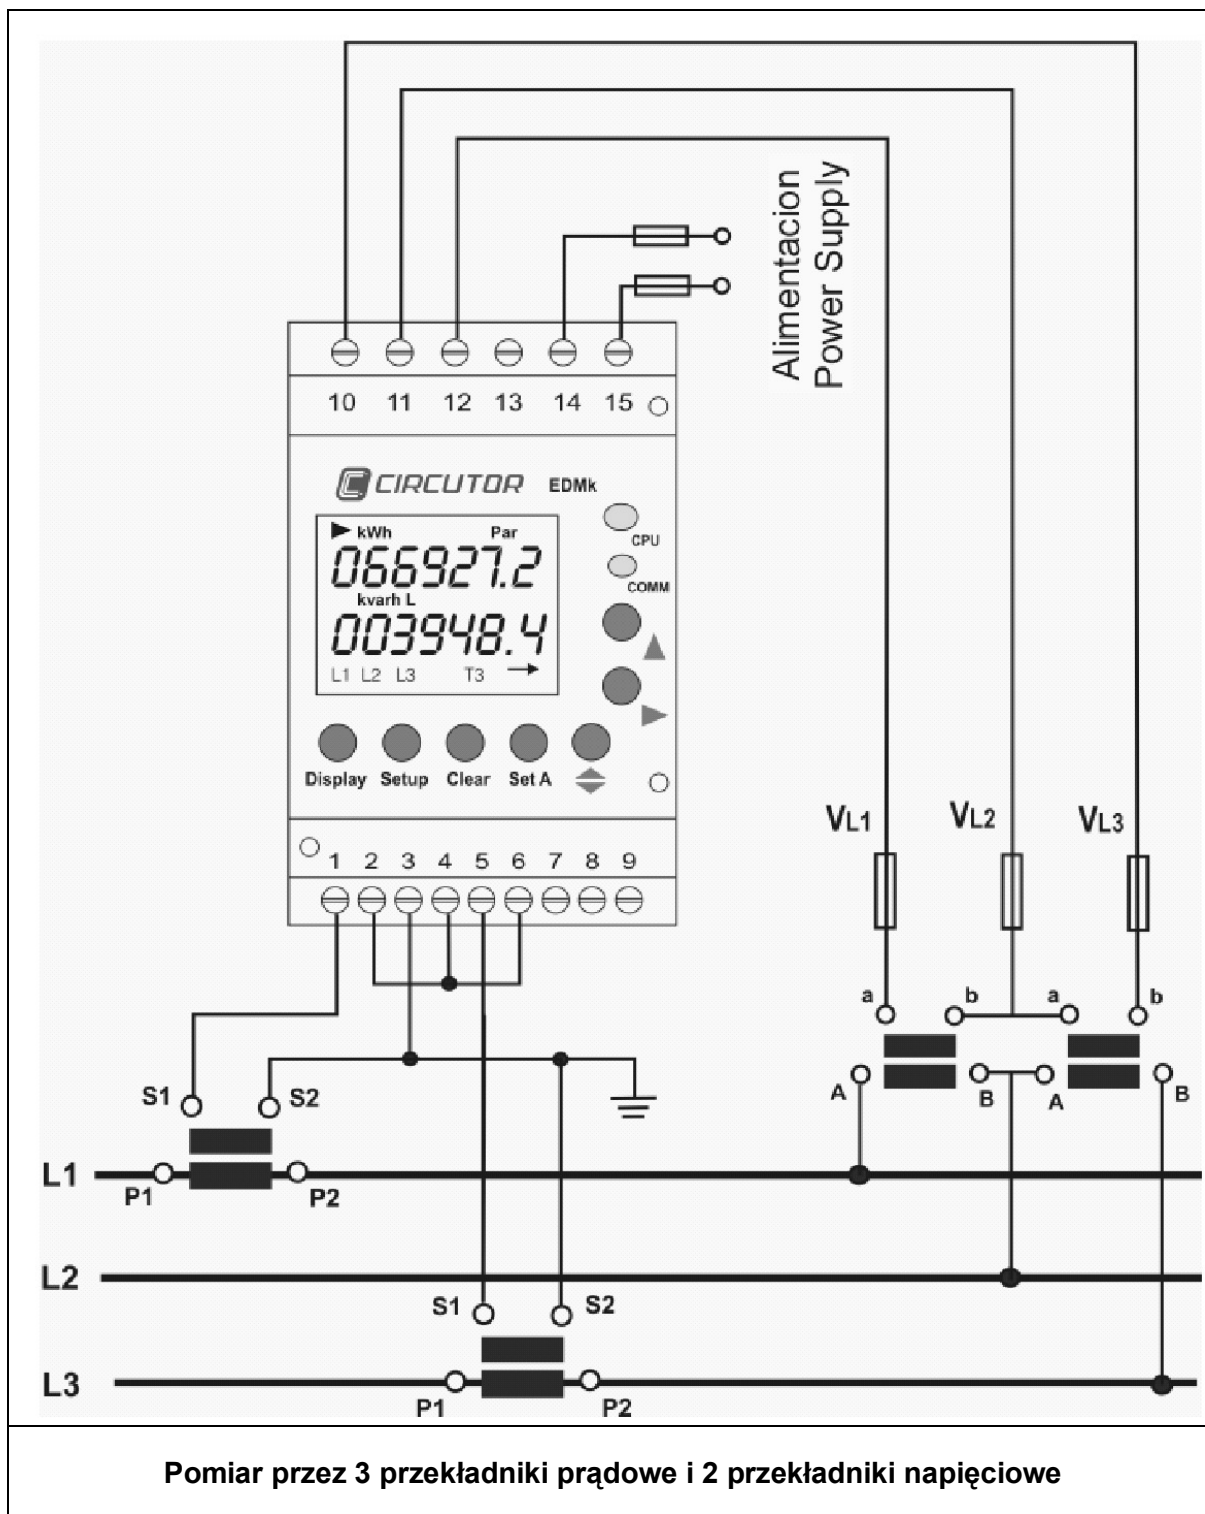 Alimentacion
Power Supply
10 11 12 13 14 15
CIRCUTOR EDMk
kWh Par
CPU
066927.2
COMM
kvarh L
003948.4
L1 L2 L3 T3
Display Setup Clear Set A
VL1 VL2 VL3
1 2 3 4 5 6 7 8 9
a b a b
S1 S2
A B A B
L1
P1 P2
L2
S1 S2
L3
P1 P2
Pomiar przez 3 przekładniki prądowe i 2 przekładniki napięciowe